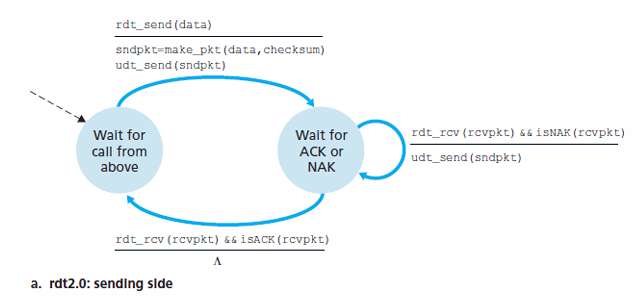 rdt_send(data)
sndpkt=make_pkt(data,checksum)
udt_send(sndpkt)
Wait for
call from
above
Wait for
ACK or
NAK
rdt_rcv(rcvpkt) && isNAK(rcvpkt)
udt_send(sndpkt)
rdt_rcv(rcvpkt) && isACK(rcvpkt)
Λ
a. rdt2.0: sending side